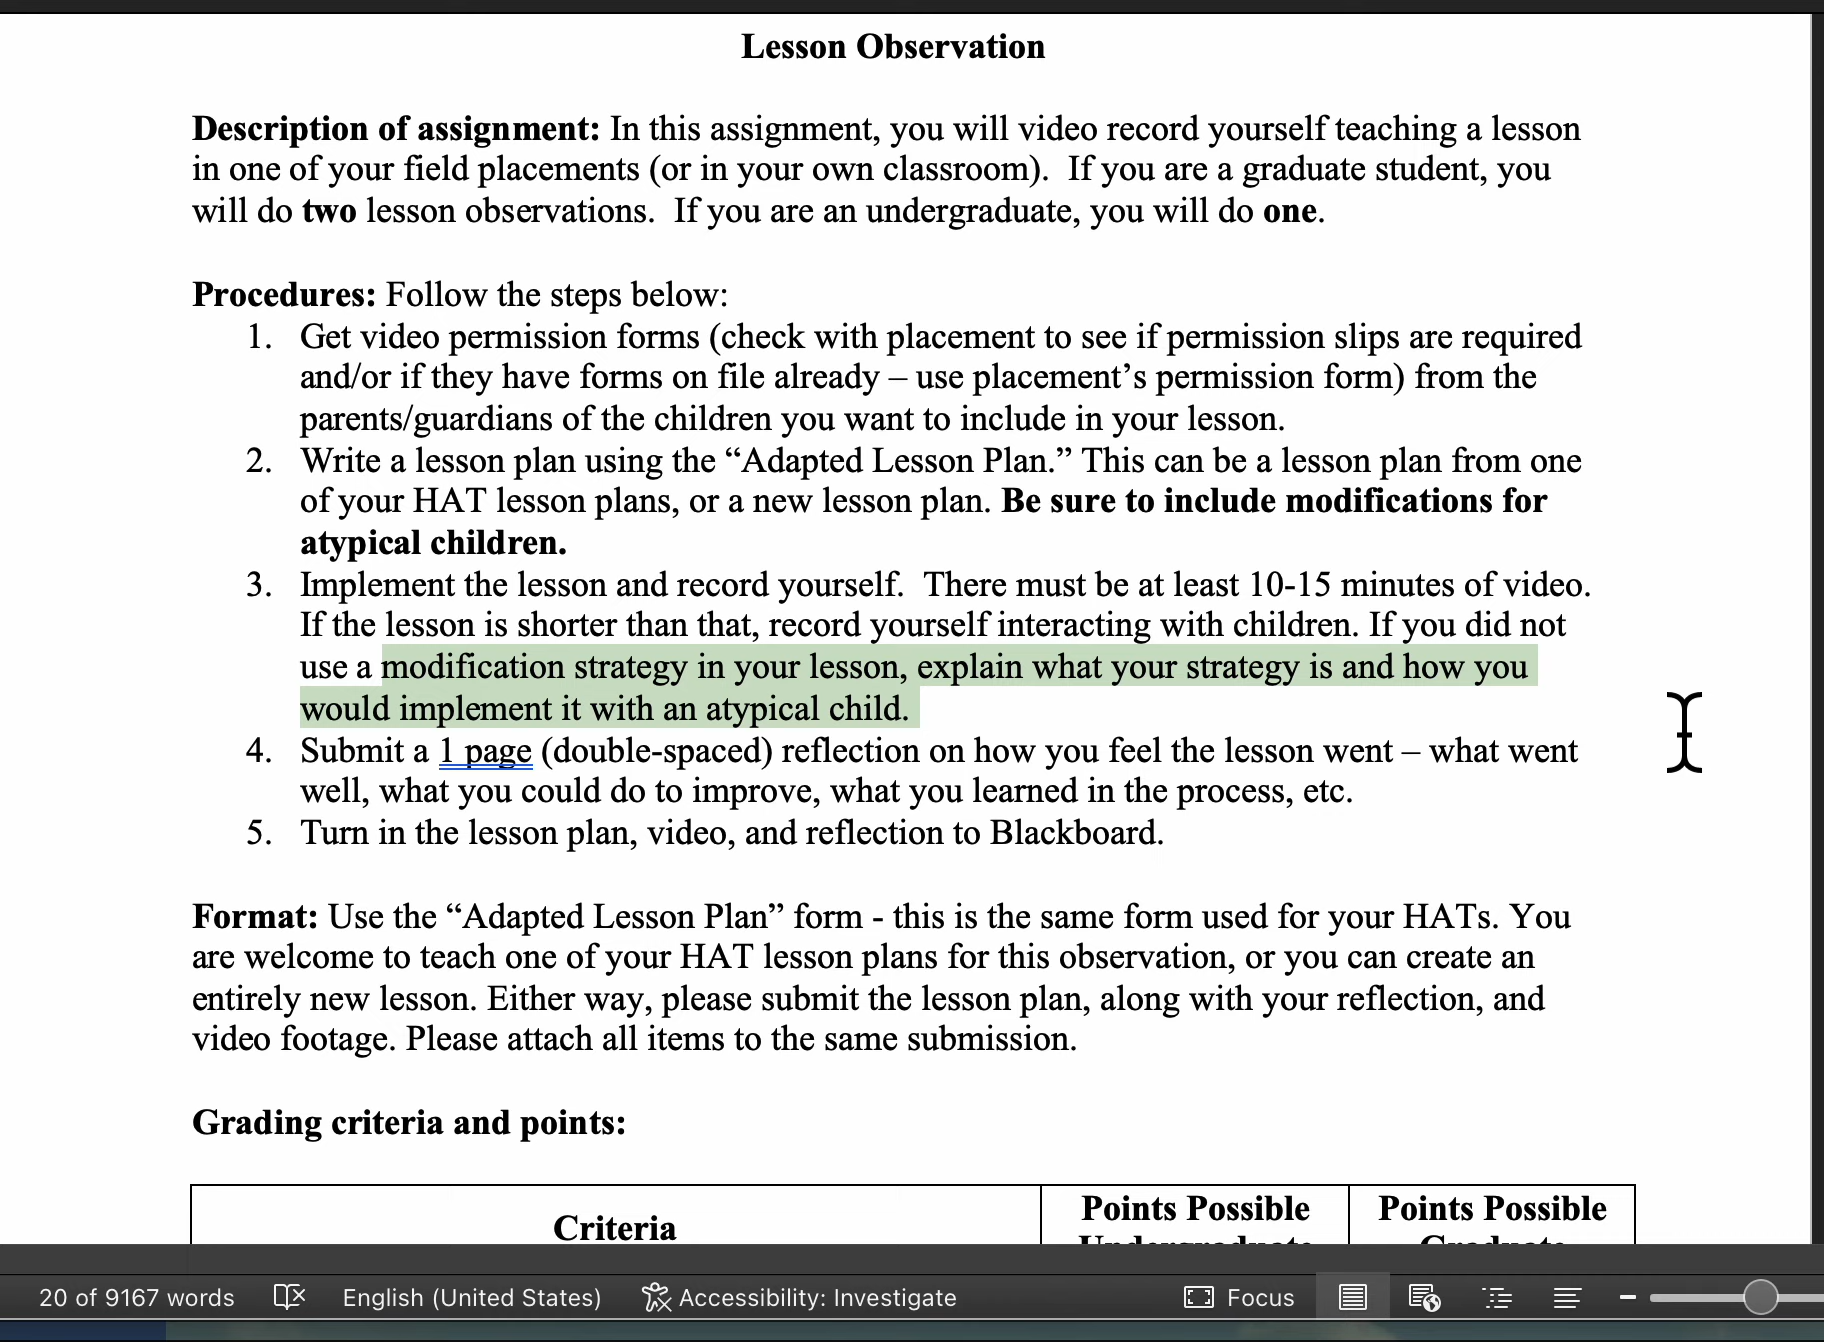 Lesson Observation
Description of assignment: In this assignment, you will video record yourself teaching a lesson
in one of your field placements (or in your own classroom).  If you are a graduate student, you
will do two lesson observations.  If you are an undergraduate, you will do one.
Procedures: Follow the steps below:
1. Get video permission forms (check with placement to see if permission slips are required
and/or if they have forms on file already – use placement’s permission form) from the
parents/guardians of the children you want to include in your lesson.
2. Write a lesson plan using the “Adapted Lesson Plan.” This can be a lesson plan from one
of your HAT lesson plans, or a new lesson plan. Be sure to include modifications for
atypical children.
3. Implement the lesson and record yourself.  There must be at least 10-15 minutes of video.
If the lesson is shorter than that, record yourself interacting with children. If you did not
use a modification strategy in your lesson, explain what your strategy is and how you
would implement it with an atypical child.
4. Submit a 1 page (double-spaced) reflection on how you feel the lesson went – what went
well, what you could do to improve, what you learned in the process, etc.
5. Turn in the lesson plan, video, and reflection to Blackboard.
Format: Use the “Adapted Lesson Plan” form - this is the same form used for your HATs. You
are welcome to teach one of your HAT lesson plans for this observation, or you can create an
entirely new lesson. Either way, please submit the lesson plan, along with your reflection, and
video footage. Please attach all items to the same submission.
Grading criteria and points:
Criteria
Points Possible
Points Possible
20 of 9167 words
English (United States)
Accessibility: Investigate
Focus